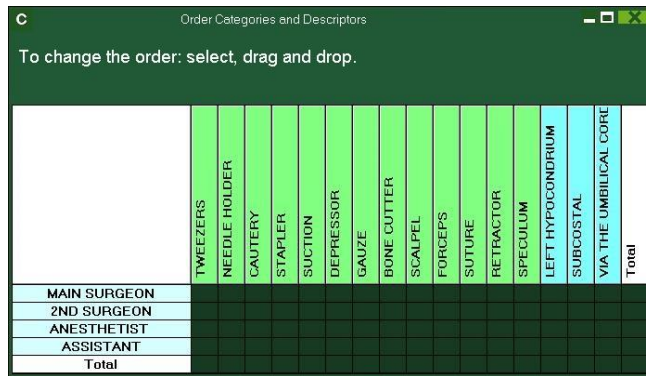 C
Order Categories and Descriptors
To change the order: select, drag and drop.
TWEEZERS
NEEDLE HOLDER
CAUTERY
STAPLER
SUCTION
DEPRESSOR
GAUZE
BONE CUTTER
SCALPEL
FORCEPS
SUTURE
RETRACTOR
SPECULUM
LEFT HYPOCONDRIUM
SUBCOSTAL
VIA THE UMBILICAL CORD
Total
MAIN SURGEON
2ND SURGEON
ANESTHETIST
ASSISTANT
Total